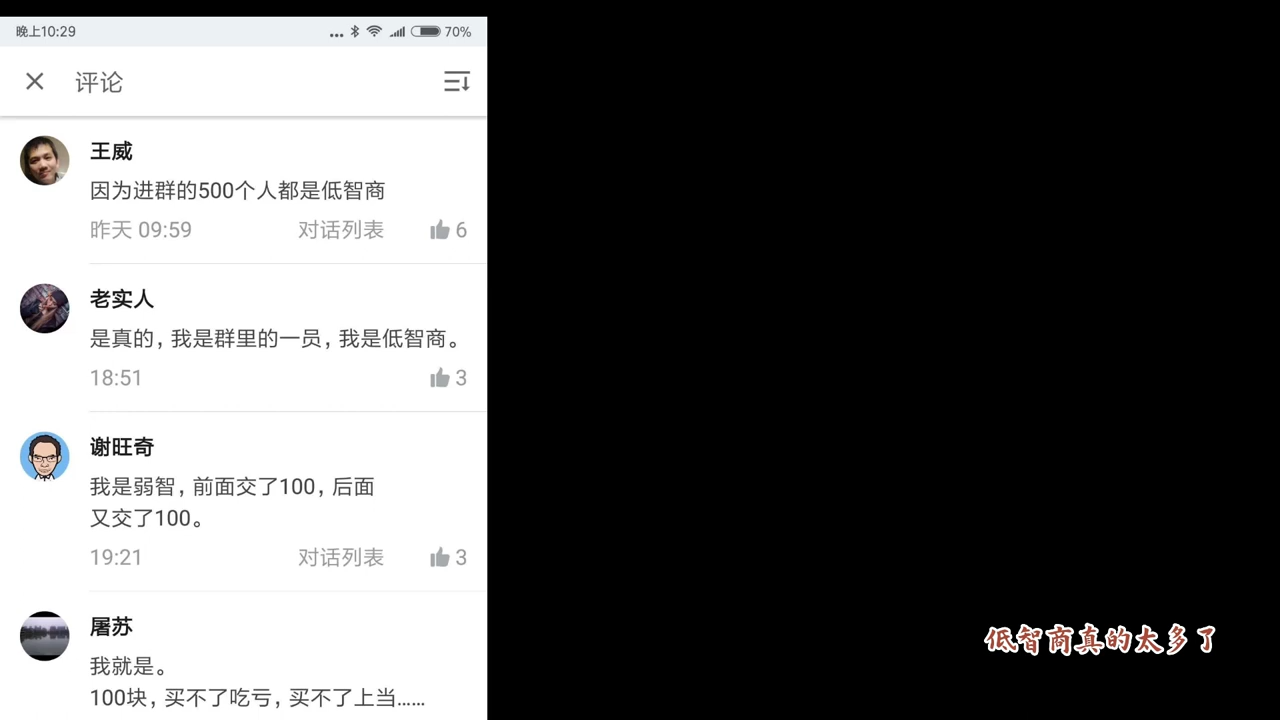 晚上10:29
70%
评论
王威
因为进群的500个人都是低智商
昨天 09:59
对话列表
6
老实人
是真的，我是群里的一员，我是低智商。
18:51
3
谢旺奇
我是弱智，前面交了100，后面
又交了100。
19:21
对话列表
3
屠苏
我就是。
100块，买不了吃亏，买不了上当……
低智商真的太多了